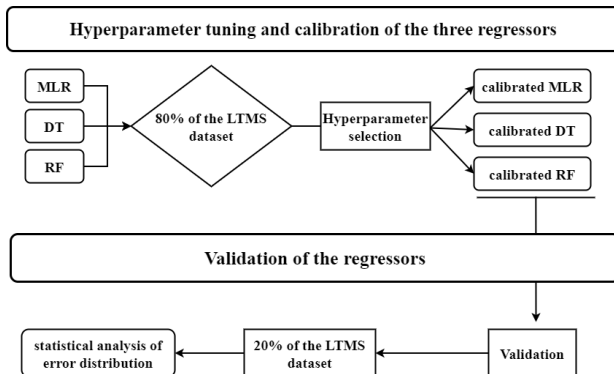 Hyperparameter tuning and calibration of the three regressors
MLR
DT
RF
80% of the LTMS
dataset
Hyperparameter
selection
calibrated MLR
calibrated DT
calibrated RF
Validation of the regressors
statistical analysis of
error distribution
20% of the LTMS
dataset
Validation